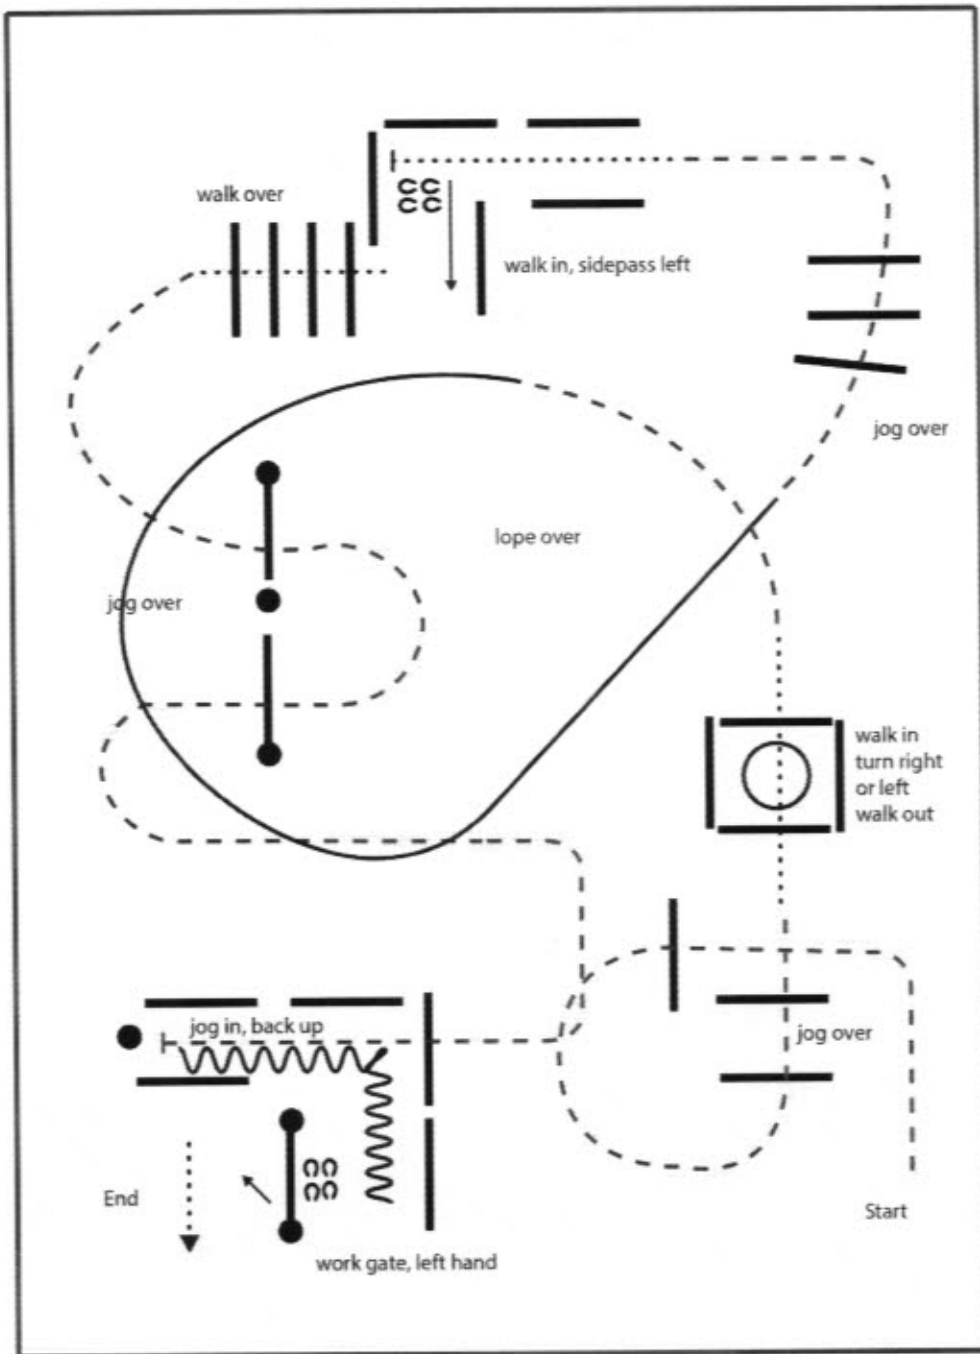 walk over
walk in, sidepass left
jog over
lope over
jog over
walk in
turn right
or left
walk out
jog in, back up
jog over
End
Start
work gate, left hand